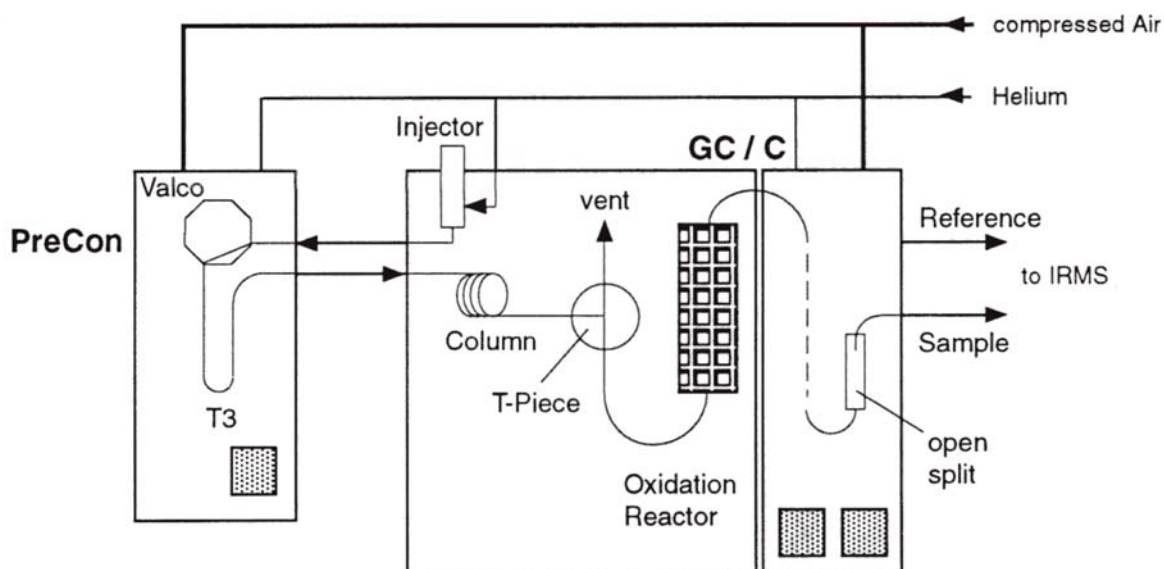 compressed Air
Helium
Injector
GC / C
Valco
vent
PreCon
Reference
to IRMS
Column
Sample
T-Piece
T3
open
split
Oxidation
Reactor